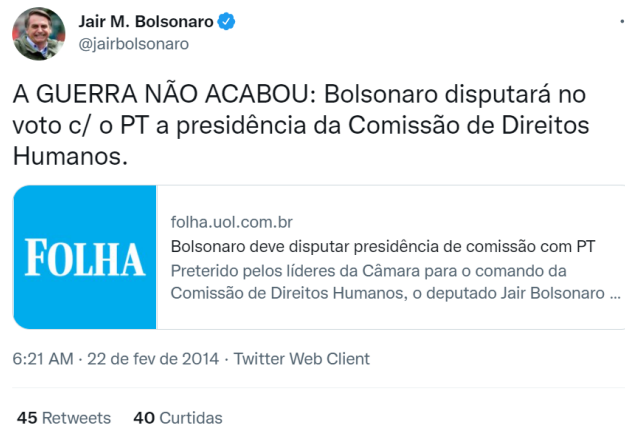 Jair M. Bolsonaro
@jairbolsonaro
A GUERRA NÃO ACABOU: Bolsonaro disputará no
voto c/ o PT a presidência da Comissão de Direitos
Humanos.
FOLHA
folha.uol.com.br
Bolsonaro deve disputar presidência de comissão com PT
Preterido pelos líderes da Câmara para o comando da
Comissão de Direitos Humanos, o deputado Jair Bolsonaro ...
6:21 AM · 22 de fev de 2014 · Twitter Web Client
45 Retweets 40 Curtidas